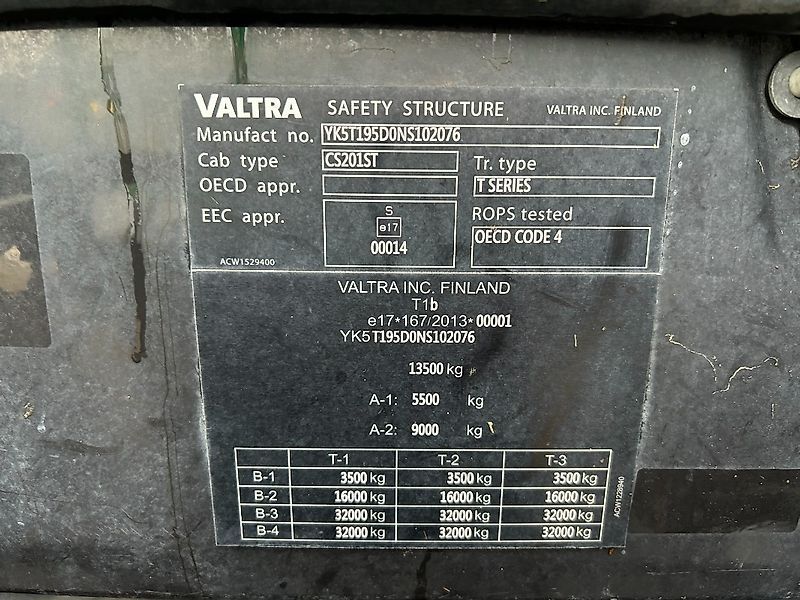 VALTRA SAFETY STRUCTURE VALTRA INC. FINLAND
Manufact no. YK5T195D0NS102076
Cab type CS201ST
Tr. type
OECD appr. T SERIES
EEC appr. S ROPS tested
e17 OECD CODE 4
00014
ACW1529400
VALTRA INC. FINLAND
T1b
e17*167/2013*00001
YK5T195D0NS102076
13500 kg
A-1: 5500 kg
A-2: 9000 kg
T-1 T-2 T-3
B-1 3500 kg 3500 kg 3500 kg
B-2 16000 kg 16000 kg 16000 kg
B-3 32000 kg 32000 kg 32000 kg
B-4 32000 kg 32000 kg 32000 kg
ACW1228940